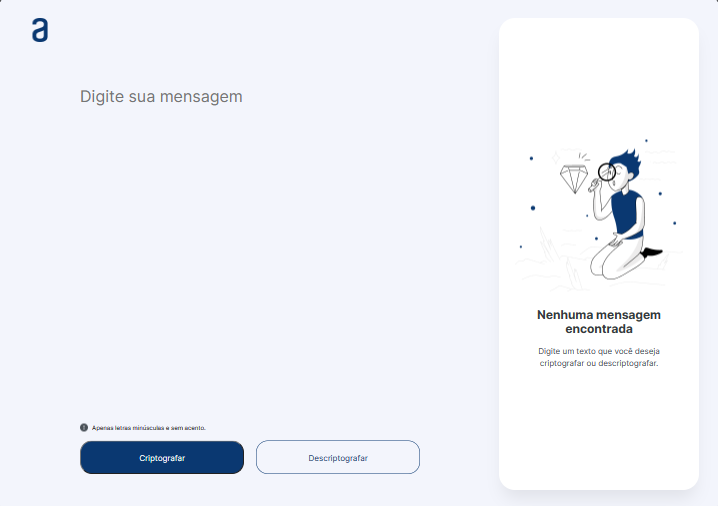 a
Digite sua mensagem
Apenas letras minúsculas e sem acento.
Criptografar
Descriptografar
Nenhuma mensagem
encontrada
Digite um texto que você deseja
criptografar ou descriptografar.